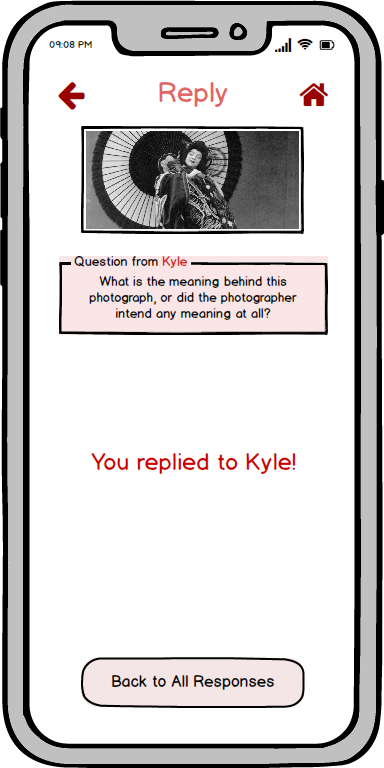 09:08 PM
Reply
Question from Kyle
What is the meaning behind this
photograph, or did the photographer
intend any meaning at all?
You replied to Kyle!
Back to All Responses